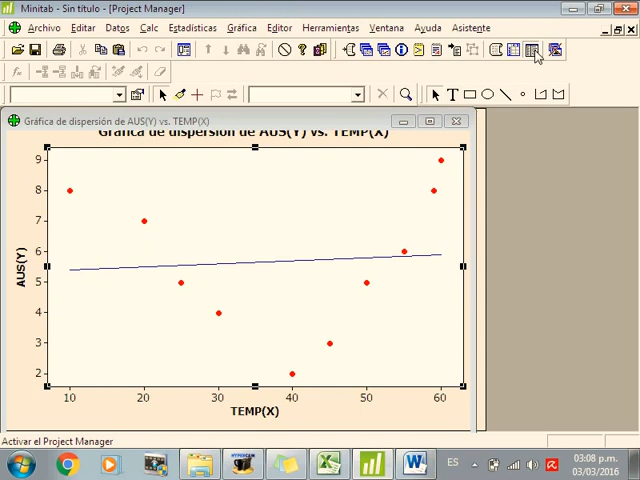 Minitab - Sin título - [Project Manager]
Archivo Editar Datos Calc Estadísticas Gráfica Editor Herramientas Ventana Ayuda Asistente
Gráfica de dispersión de AUS(Y) vs. TEMP(X)
Gráfica de dispersión de AUS(Y) vs. TEMP(X)
9
8
7
6
5
4
3
2
AUS(Y)
10 20 30 40 50 60
TEMP(X)
Activar el Project Manager
HYPERCAM
ES
03:08 p.m.
03/03/2016